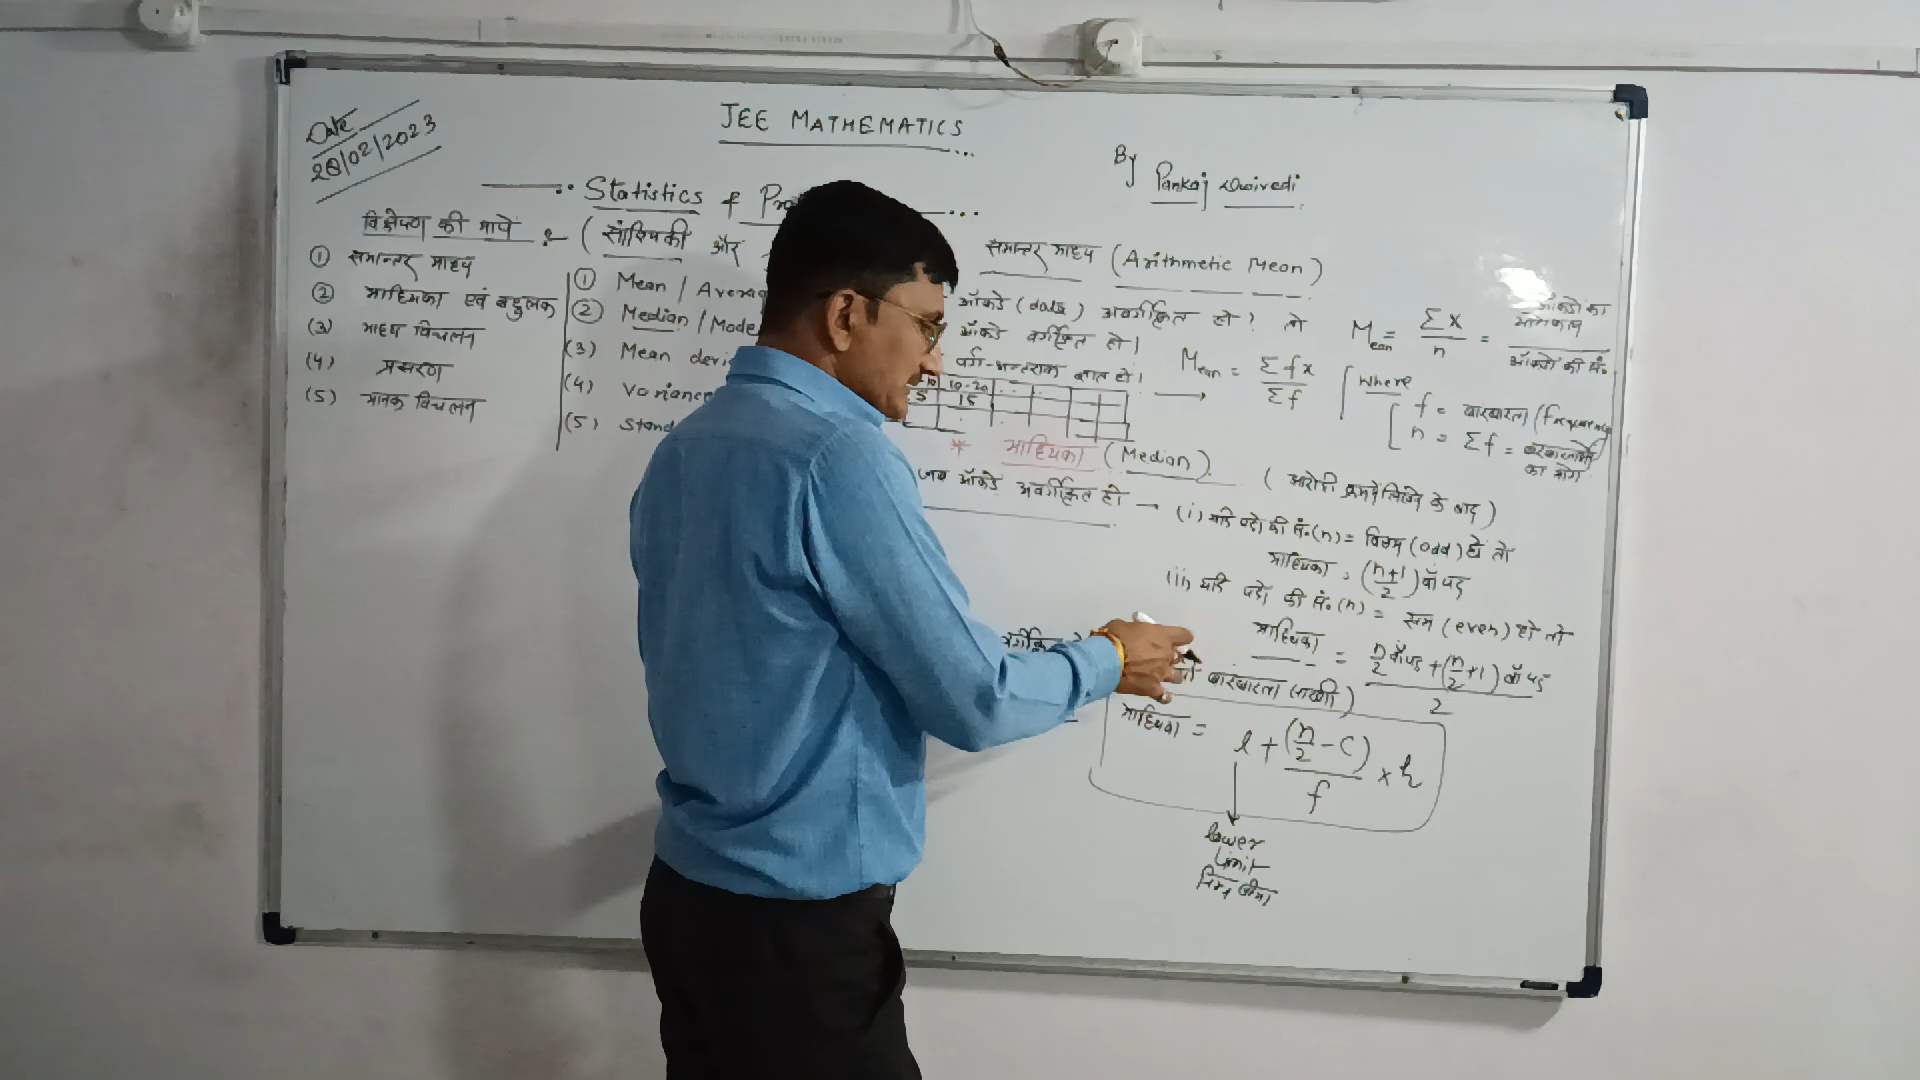 JEE MATHEMATICS
Date
28/02/2023
By Pankaj Dwivedi
Statistics & Pro
(सांख्यिकी और
विक्षेपण की मापे
① समान्तर माध्य
② माध्यिका एवं बहुलक
(3) माध्य विचलन
(4) प्रसरण
(5) मानक विचलन
① Mean / Average
② Median / Mode
(3) Mean devi
(4) Variance
(5) Stand
समान्तर माध्य (Arithmetic Mean)
आँकडे (data) अवर्गीकृत हो? तो
Mean = Σx/n = आँकडो का योगफल / आँकडो की सं.
आँकडे वर्गीकृत हो।
वर्ग-अन्तराल ज्ञात हो। → Mean = Σfx/Σf
where
f = बारंबारता (frequency
n = Σf = बारंबारताओं का योग
10 10-20
5 15
* माध्यिका (Median)
जब आँकडे अवर्गीकृत हो → (आरोही क्रम में लिखने के बाद)
(i) यदि पदो की सं.(n) = विषम (odd) हो तो
माध्यिका = (n+1/2) वाँ पद
(ii) यदि पदो की सं.(n) = सम (even) हो तो
माध्यिका = n/2 वाँ पद + (n/2+1) वाँ पद / 2
वर्गीकृत
बारंबारता
माध्यिका = l + (n/2 - C)/f × h
lower
limit
निम्न सीमा